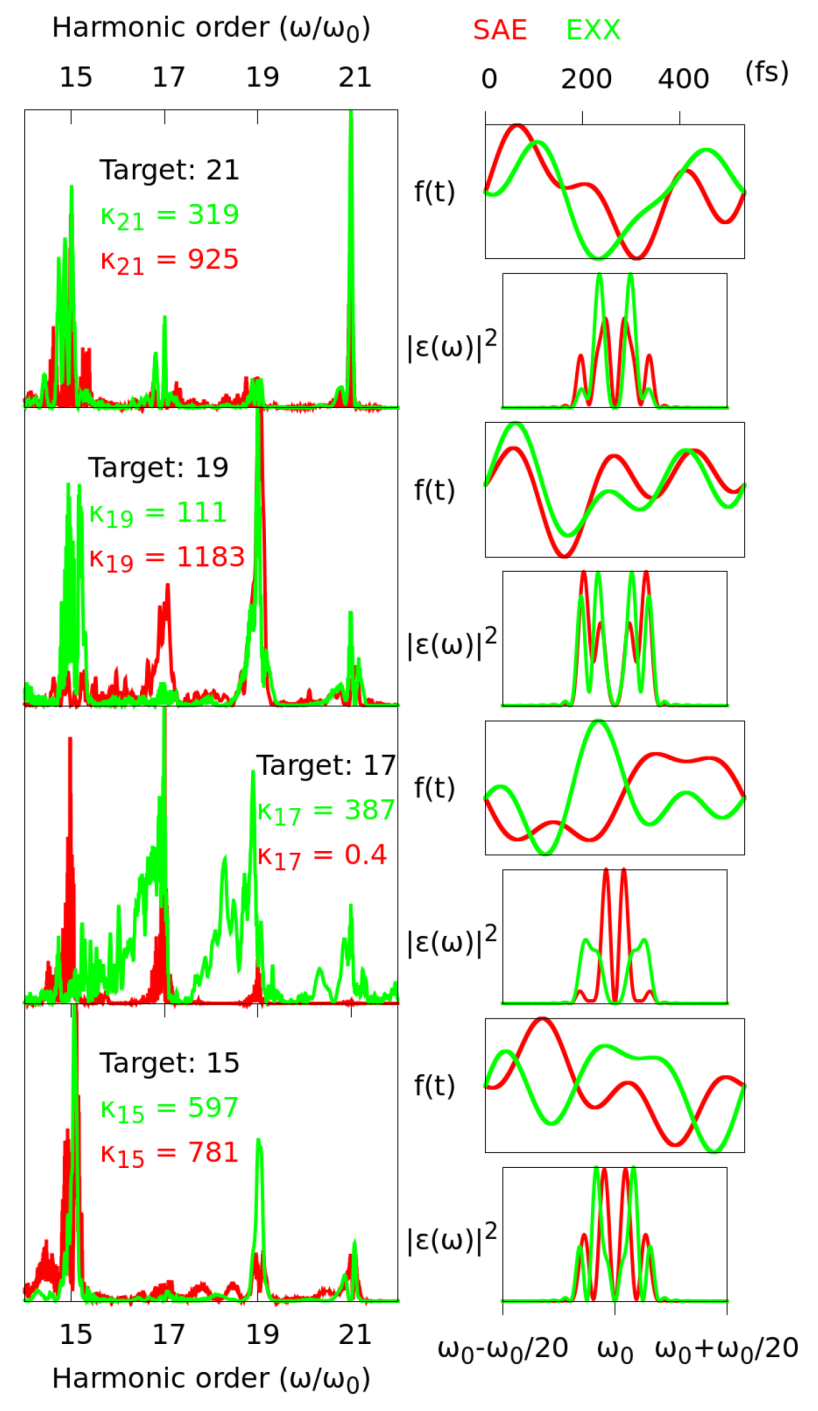 Harmonic order (ω/ω0)
SAE EXX
15 17 19 21
0 200 400 (fs)
Target: 21
κ21 = 319
κ21 = 925
f(t)
|ε(ω)|2
Target: 19
κ19 = 111
κ19 = 1183
f(t)
|ε(ω)|2
Target: 17
κ17 = 387
κ17 = 0.4
f(t)
|ε(ω)|2
Target: 15
κ15 = 597
κ15 = 781
f(t)
|ε(ω)|2
15 17 19 21
Harmonic order (ω/ω0)
ω0-ω0/20 ω0 ω0+ω0/20